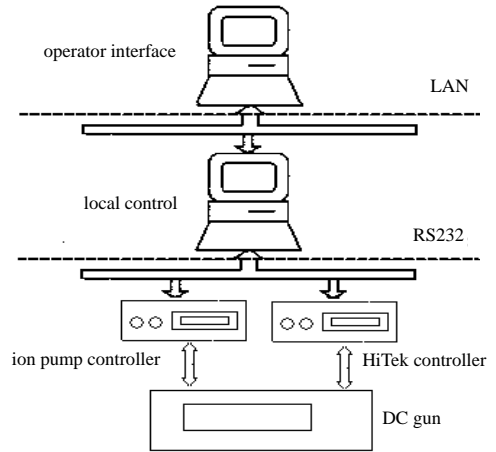 operator interface
LAN
local control
RS232
ion pump controller
HiTek controller
DC gun